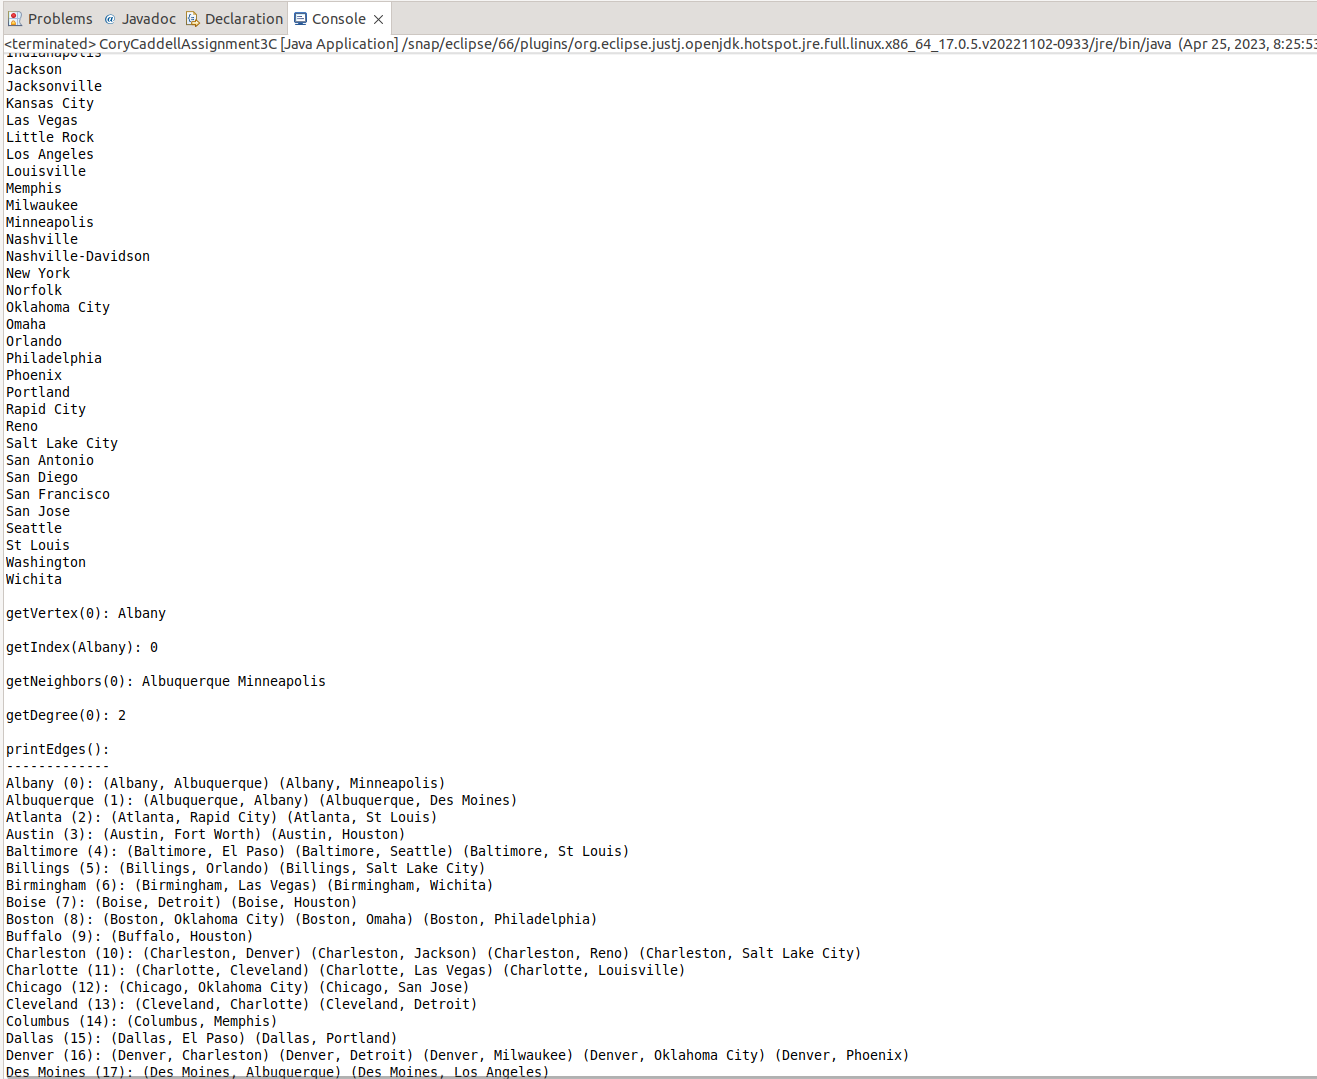 Problems @ Javadoc Declaration Console
<terminated> CoryCaddellAssignment3C [Java Application] /snap/eclipse/66/plugins/org.eclipse.justj.openjdk.hotspot.jre.full.linux.x86_64_17.0.5.v20221102-0933/jre/bin/java (Apr 25, 2023, 8:25:53
Indianapolis
Jackson
Jacksonville
Kansas City
Las Vegas
Little Rock
Los Angeles
Louisville
Memphis
Milwaukee
Minneapolis
Nashville
Nashville-Davidson
New York
Norfolk
Oklahoma City
Omaha
Orlando
Philadelphia
Phoenix
Portland
Rapid City
Reno
Salt Lake City
San Antonio
San Diego
San Francisco
San Jose
Seattle
St Louis
Washington
Wichita
getVertex(0): Albany
getIndex(Albany): 0
getNeighbors(0): Albuquerque Minneapolis
getDegree(0): 2
printEdges():
-------------
Albany (0): (Albany, Albuquerque) (Albany, Minneapolis)
Albuquerque (1): (Albuquerque, Albany) (Albuquerque, Des Moines)
Atlanta (2): (Atlanta, Rapid City) (Atlanta, St Louis)
Austin (3): (Austin, Fort Worth) (Austin, Houston)
Baltimore (4): (Baltimore, El Paso) (Baltimore, Seattle) (Baltimore, St Louis)
Billings (5): (Billings, Orlando) (Billings, Salt Lake City)
Birmingham (6): (Birmingham, Las Vegas) (Birmingham, Wichita)
Boise (7): (Boise, Detroit) (Boise, Houston)
Boston (8): (Boston, Oklahoma City) (Boston, Omaha) (Boston, Philadelphia)
Buffalo (9): (Buffalo, Houston)
Charleston (10): (Charleston, Denver) (Charleston, Jackson) (Charleston, Reno) (Charleston, Salt Lake City)
Charlotte (11): (Charlotte, Cleveland) (Charlotte, Las Vegas) (Charlotte, Louisville)
Chicago (12): (Chicago, Oklahoma City) (Chicago, San Jose)
Cleveland (13): (Cleveland, Charlotte) (Cleveland, Detroit)
Columbus (14): (Columbus, Memphis)
Dallas (15): (Dallas, El Paso) (Dallas, Portland)
Denver (16): (Denver, Charleston) (Denver, Detroit) (Denver, Milwaukee) (Denver, Oklahoma City) (Denver, Phoenix)
Des Moines (17): (Des Moines, Albuquerque) (Des Moines, Los Angeles)